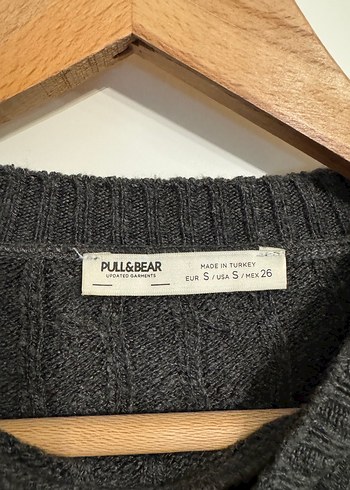 PULL&BEAR
UPDATED GARMENTS
MADE IN TURKEY
EUR S / USA S / MEX 26